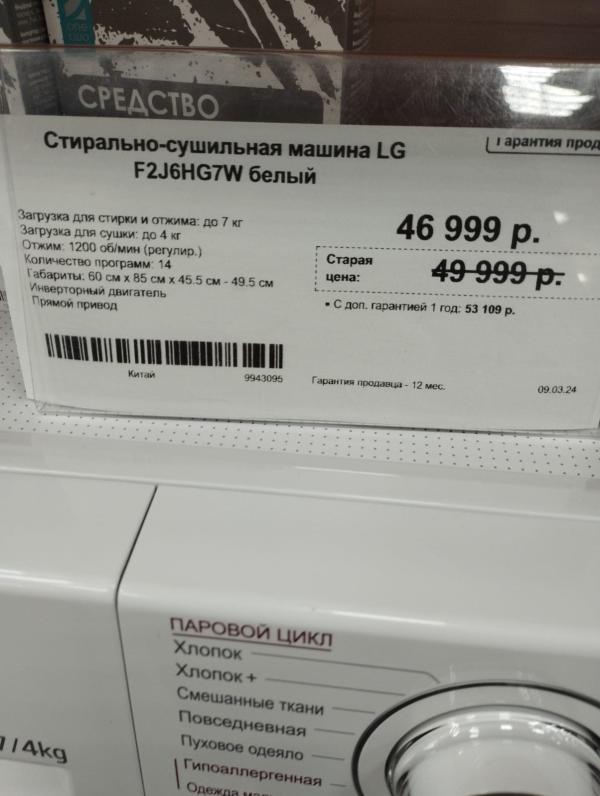 СРЕДСТВО
Стирально-сушильная машина LG
F2J6HG7W белый
Гарантия прод
Загрузка для стирки и отжима: до 7 кг
Загрузка для сушки: до 4 кг
Отжим: 1200 об/мин (регулир.)
Количество программ: 14
Габариты: 60 см x 85 см x 45.5 см - 49.5 см
Инверторный двигатель
Прямой привод
46 999 р.
Старая
цена:
49 999 р.
• С доп. гарантией 1 год: 53 109 р.
Китай
9943095
Гарантия продавца - 12 мес.
09.03.24
ПАРОВОЙ ЦИКЛ
Хлопок
Хлопок +
Смешанные ткани
Повседневная
Пуховое одеяло
Гипоаллергенная
Одежда
/4kg